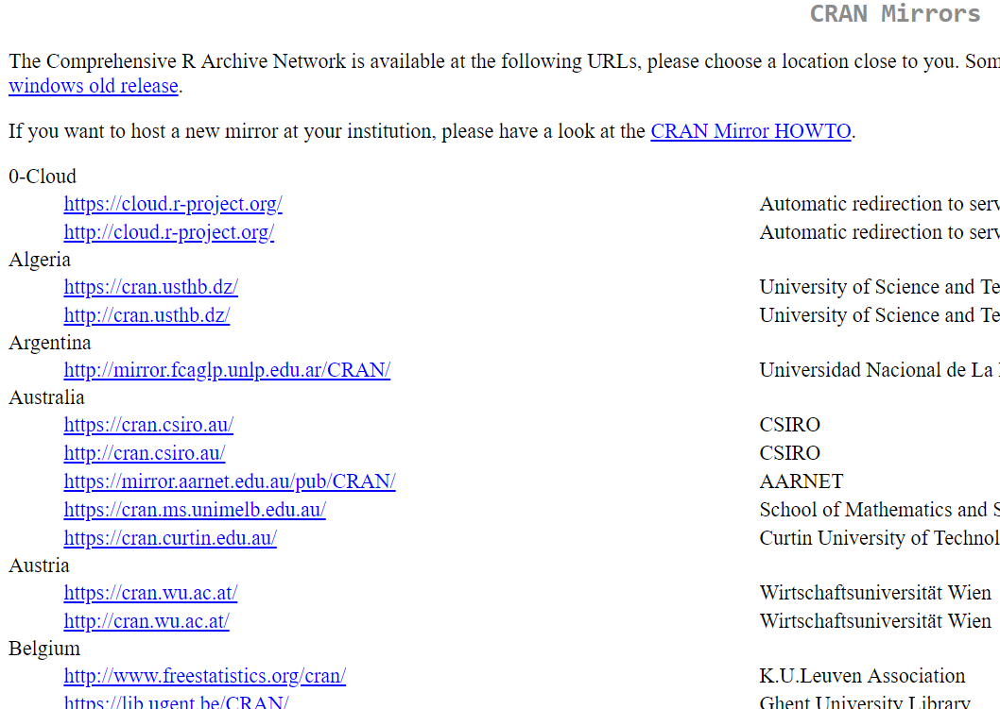 CRAN Mirrors
The Comprehensive R Archive Network is available at the following URLs, please choose a location close to you. Som
windows old release.
If you want to host a new mirror at your institution, please have a look at the CRAN Mirror HOWTO.
0-Cloud
https://cloud.r-project.org/ Automatic redirection to serv
http://cloud.r-project.org/ Automatic redirection to serv
Algeria
https://cran.usthb.dz/ University of Science and Te
http://cran.usthb.dz/ University of Science and Te
Argentina
http://mirror.fcaglp.unlp.edu.ar/CRAN/ Universidad Nacional de La
Australia
https://cran.csiro.au/ CSIRO
http://cran.csiro.au/ CSIRO
https://mirror.aarnet.edu.au/pub/CRAN/ AARNET
https://cran.ms.unimelb.edu.au/ School of Mathematics and S
https://cran.curtin.edu.au/ Curtin University of Technol
Austria
https://cran.wu.ac.at/ Wirtschaftsuniversität Wien
http://cran.wu.ac.at/ Wirtschaftsuniversität Wien
Belgium
http://www.freestatistics.org/cran/ K.U.Leuven Association
https://lib.ugent.be/CRAN/ Ghent University Library